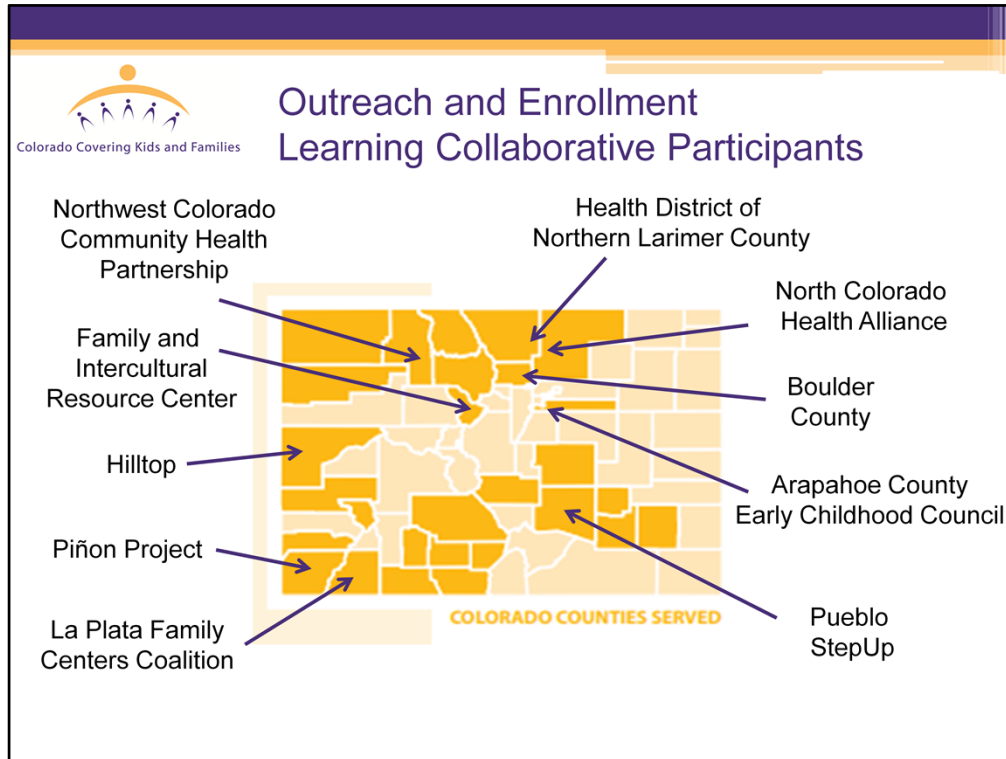 Colorado Covering Kids and Families
Outreach and Enrollment
Learning Collaborative Participants
Northwest Colorado
Community Health
Partnership
Health District of
Northern Larimer County
North Colorado
Health Alliance
Family and
Intercultural
Resource Center
Boulder
County
Hilltop
Arapahoe County
Early Childhood Council
Piñon Project
La Plata Family
Centers Coalition
COLORADO COUNTIES SERVED
Pueblo
StepUp